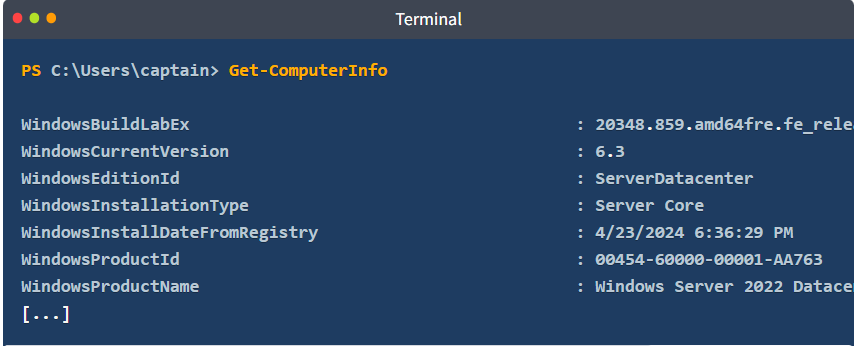 Terminal
PS C:\Users\captain> Get-ComputerInfo
WindowsBuildLabEx : 20348.859.amd64fre.fe_rele
WindowsCurrentVersion : 6.3
WindowsEditionId : ServerDatacenter
WindowsInstallationType : Server Core
WindowsInstallDateFromRegistry : 4/23/2024 6:36:29 PM
WindowsProductId : 00454-60000-00001-AA763
WindowsProductName : Windows Server 2022 Datace
[...]